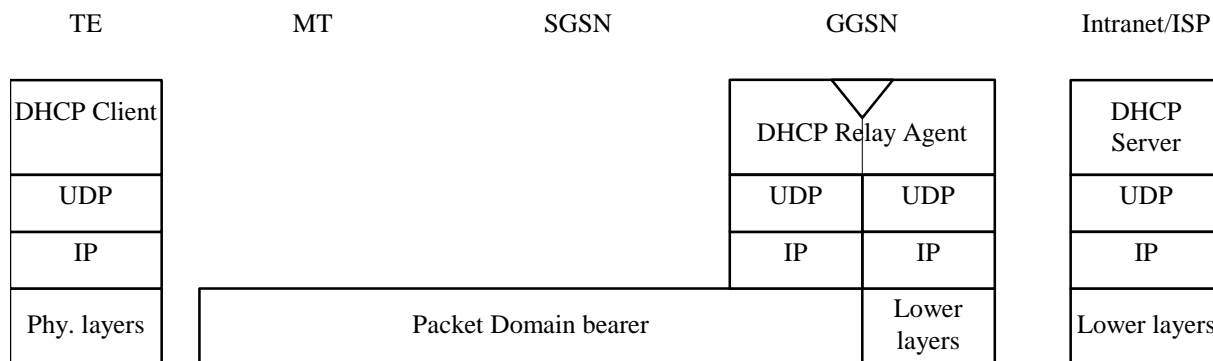 TE MT SGSN GGSN Intranet/ISP
DHCP Client
DHCP Relay Agent
DHCP
Server
UDP UDP UDP UDP
IP IP IP IP
Phy. layers Packet Domain bearer Lower
layers Lower layers